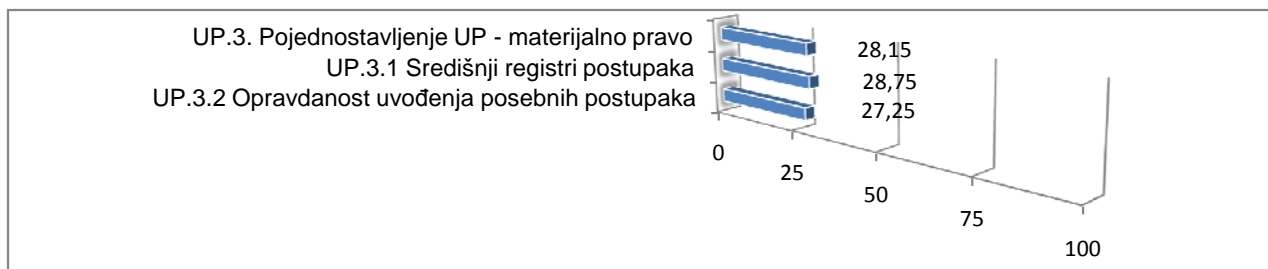 UP.3. Pojednostavljenje UP - materijalno pravo 28,15
UP.3.1 Središnji registri postupaka 28,75
UP.3.2 Opravdanost uvođenja posebnih postupaka 27,25
0
25
50
75
100